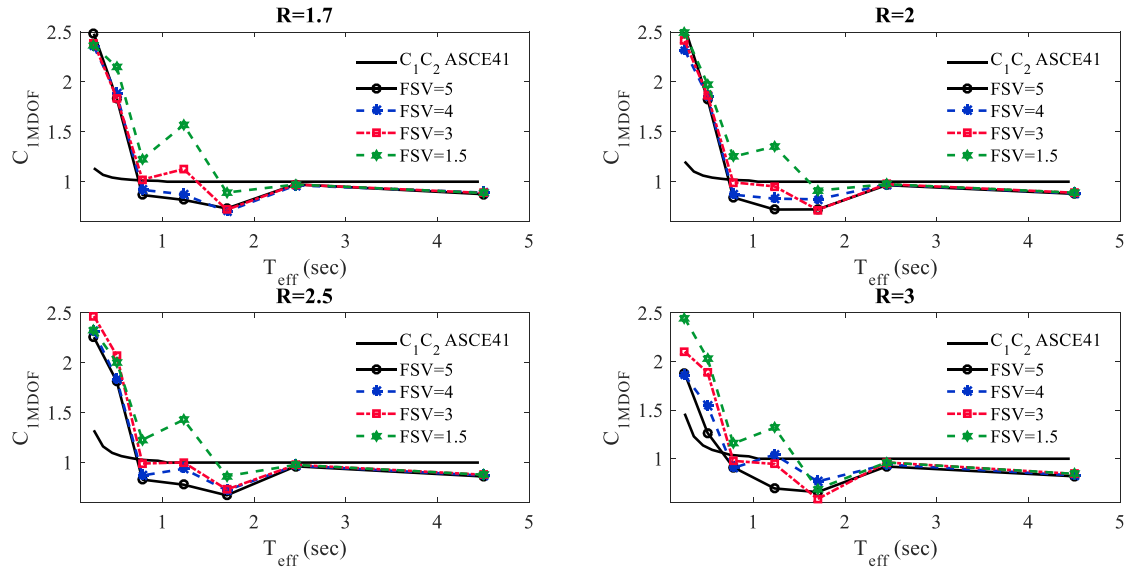 R=1.7
2.5
2
1.5
1
C1MDOF
C1C2 ASCE41
FSV=5
FSV=4
FSV=3
FSV=1.5
1 2 3 4 5
Teff (sec)
R=2
2.5
2
1.5
1
C1MDOF
C1C2 ASCE41
FSV=5
FSV=4
FSV=3
FSV=1.5
1 2 3 4 5
Teff (sec)
R=2.5
2.5
2
1.5
1
C1MDOF
C1C2 ASCE41
FSV=5
FSV=4
FSV=3
FSV=1.5
1 2 3 4 5
Teff (sec)
R=3
2.5
2
1.5
1
C1MDOF
C1C2 ASCE41
FSV=5
FSV=4
FSV=3
FSV=1.5
1 2 3 4 5
Teff (sec)